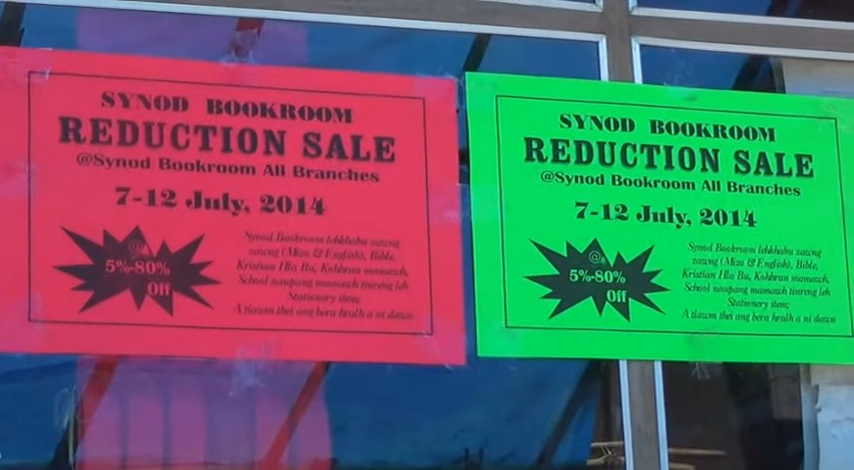 SYNOD BOOKROOM
REDUCTION SALE
@Synod Bookroom All Branches
7-12 July, 2014
@
5%-80%
Off
Synod Bookroom lehkhabu zawng
zawng (Mizo & English), Bible,
Kristian Hla Bu, Kohhran mamawh,
School naupang mamawh tinreng leh
Stationery item;
A tlawm thei ang bera hralh a ni dawn
SYNOD BOOKROOM
REDUCTION SALE
@Synod Bookroom All Branches
7-12 July, 2014
@
5%-80%
Off
Synod Bookroom lehkhabu zawng
zawng (Mizo & English), Bible,
Kristian Hla Bu, Kohhran mamawh,
School naupang mamawh tinreng leh
Stationery item;
A tlawm thei ang bera hralh a ni dawn